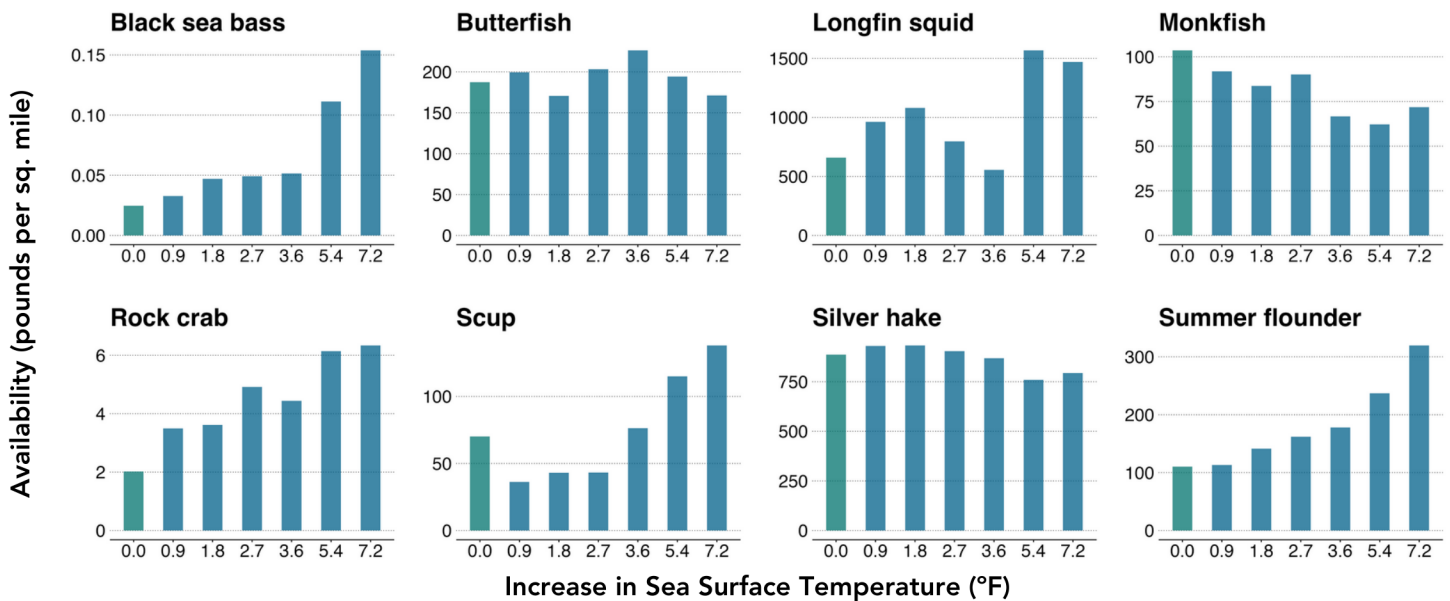 Availability (pounds per sq. mile)
Black sea bass
0.15
0.10
0.05
0.00
0.0 0.9 1.8 2.7 3.6 5.4 7.2
Butterfish
200
150
100
50
0
0.0 0.9 1.8 2.7 3.6 5.4 7.2
Longfin squid
1500
1000
500
0
0.0 0.9 1.8 2.7 3.6 5.4 7.2
Monkfish
100
75
50
25
0
0.0 0.9 1.8 2.7 3.6 5.4 7.2
Rock crab
6
4
2
0
0.0 0.9 1.8 2.7 3.6 5.4 7.2
Scup
100
50
0
0.0 0.9 1.8 2.7 3.6 5.4 7.2
Silver hake
750
500
250
0
0.0 0.9 1.8 2.7 3.6 5.4 7.2
Summer flounder
300
200
100
0
0.0 0.9 1.8 2.7 3.6 5.4 7.2
Increase in Sea Surface Temperature (ºF)